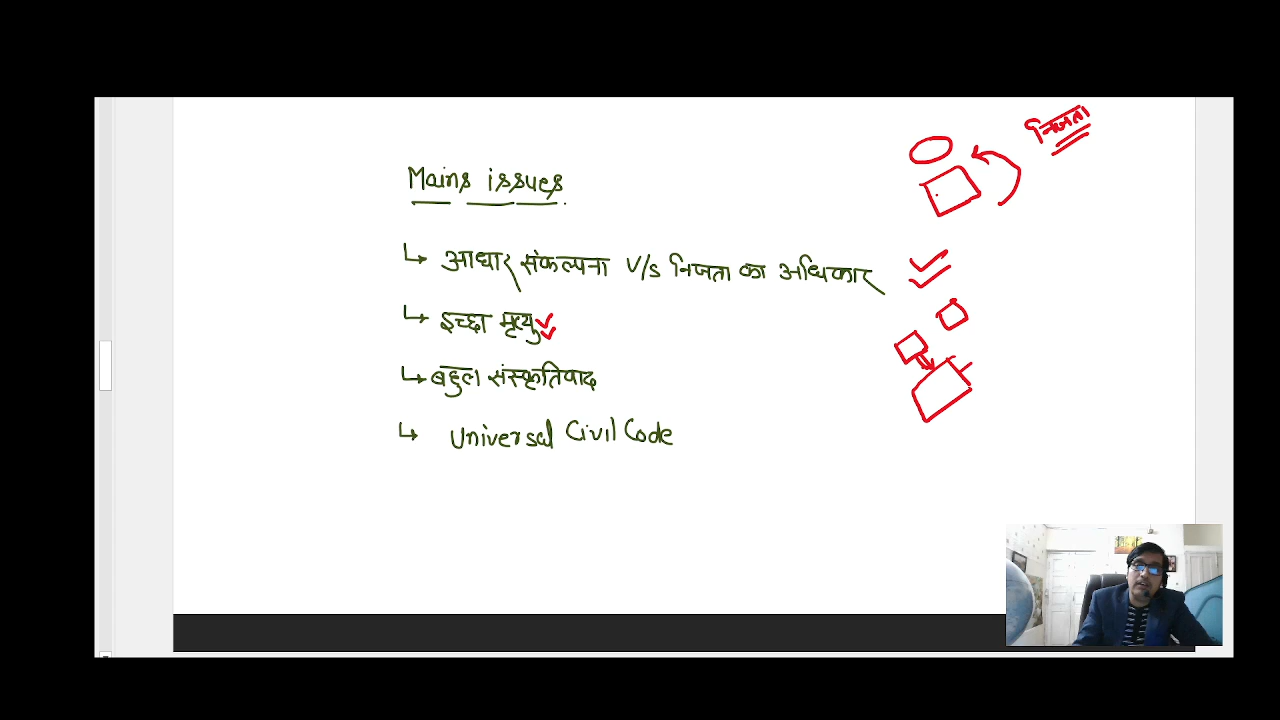 निजता
Mains issues
आधार संकल्पना v/s निजता का अधिकार
इच्छा मृत्यु
बहुल संस्कृतिवाद
Universal Civil Code